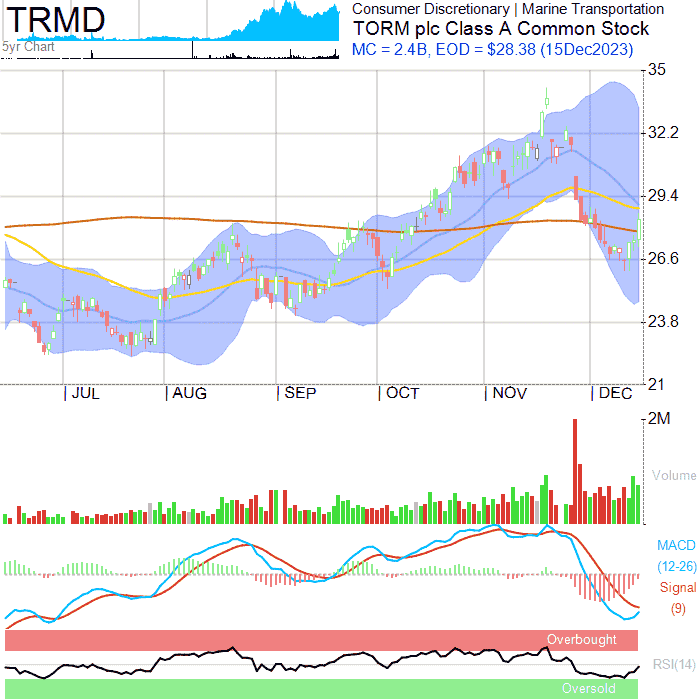 TRMD
5yr Chart
Consumer Discretionary | Marine Transportation
TORM plc Class A Common Stock
MC = 2.4B, EOD = $28.38 (15Dec2023)
35
32.2
29.4
26.6
23.8
21
| JUL | AUG | SEP | OCT | NOV | DEC
2M
Volume
MACD
(12-26)
Signal
(9)
Overbought
RSI(14)
Oversold